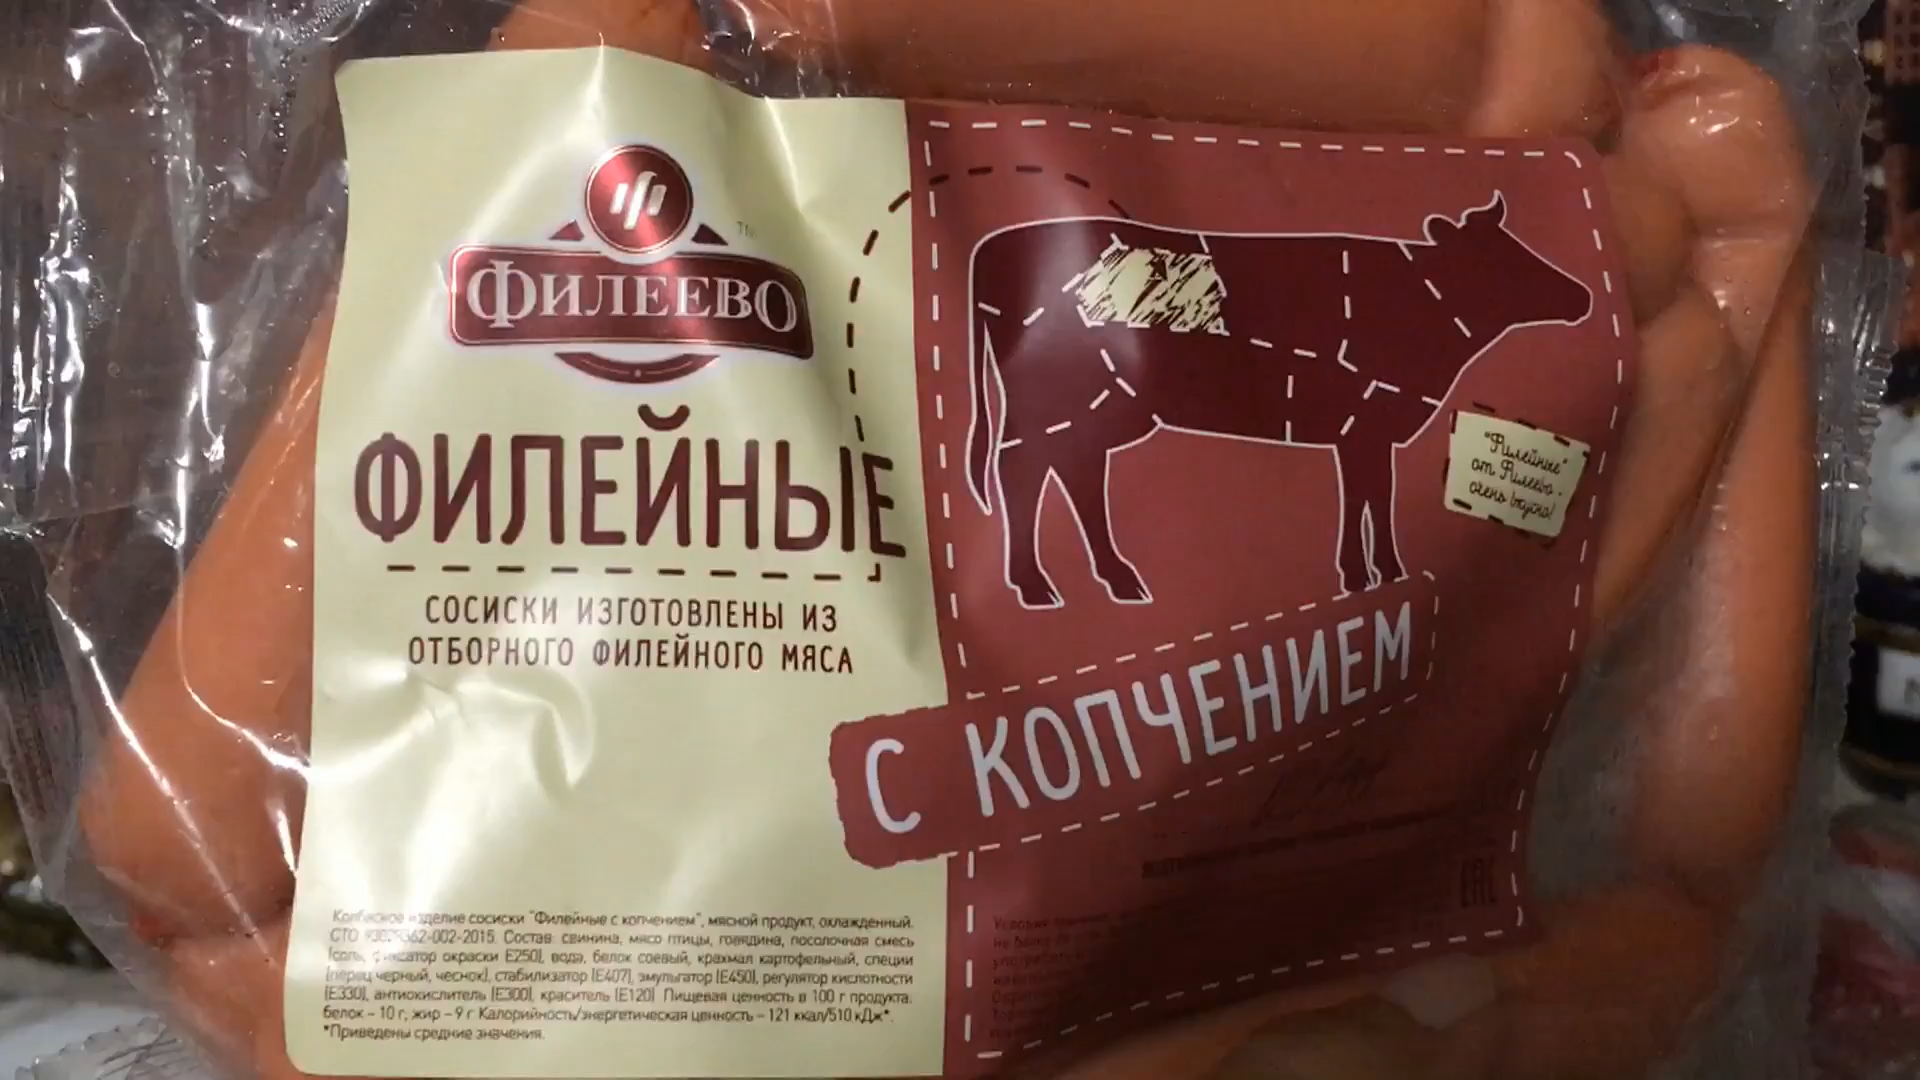 ФИЛЕЕВО
ФИЛЕЙНЫЕ
СОСИСКИ ИЗГОТОВЛЕНЫ ИЗ
ОТБОРНОГО ФИЛЕЙНОГО МЯСА
"Филейные"
от Филеево -
очень вкусно!
С КОПЧЕНИЕМ
Колбасное изделие сосиски "Филейные с копчением", мясной продукт, охлажденный.
СТО -002-2015. Состав: свинина, мясо птицы, говядина, посолочная смесь
(соль, фиксатор окраски Е250), вода, белок соевый, крахмал картофельный, специи
(перец черный, чеснок), стабилизатор (Е407), эмульгатор (Е450), регулятор кислотности
(Е330), антиокислитель (Е300), краситель (Е120). Пищевая ценность в 100 г продукта:
белок – 10 г, жир – 9 г. Калорийность/энергетическая ценность – 121 ккал/510 кДж*.
*Приведены средние значения.
ЕАС